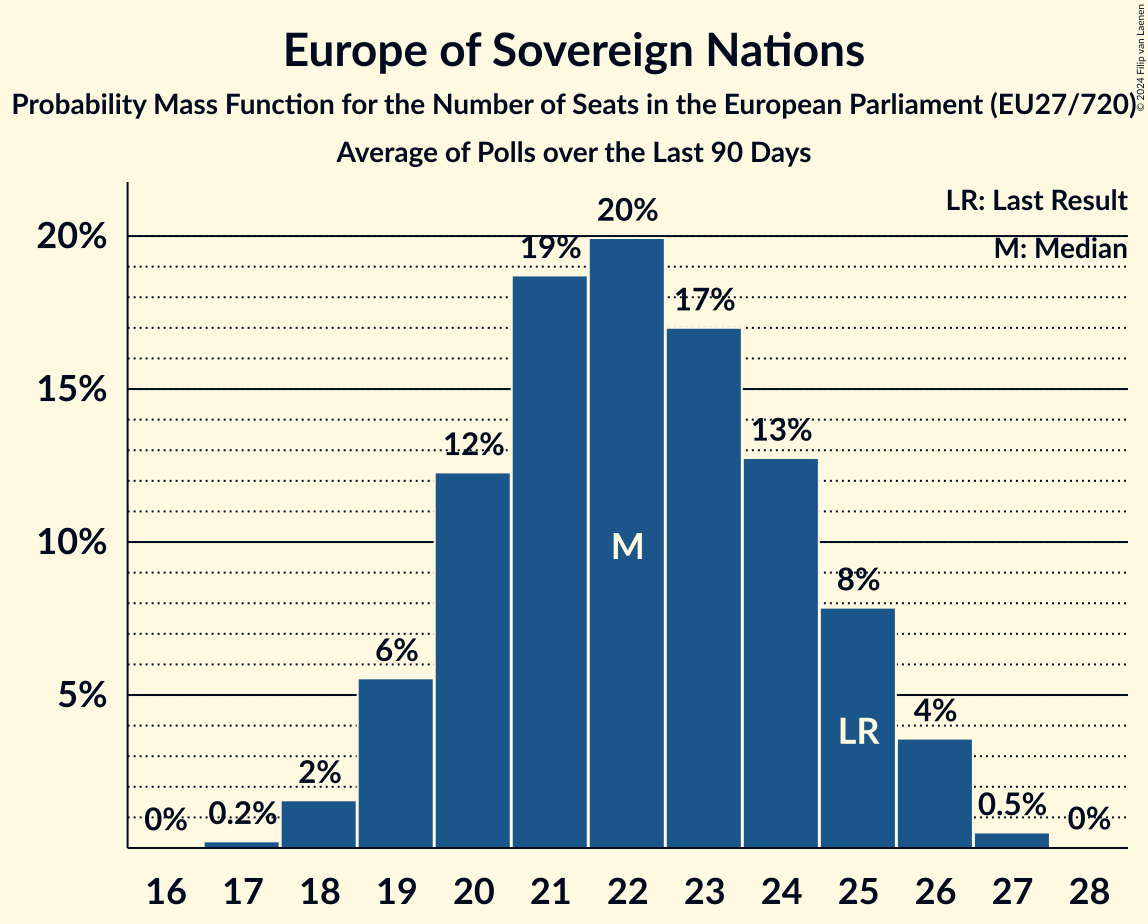 Europe of Sovereign Nations
Probability Mass Function for the Number of Seats in the European Parliament (EU27/720)
Average of Polls over the Last 90 Days
© 2024 Filip van Laenen
LR: Last Result
M: Median
20%
15%
10%
5%
0%
0.2%
2%
6%
12%
19%
20%
17%
13%
8%
4%
0.5%
0%
M
LR
16 17 18 19 20 21 22 23 24 25 26 27 28